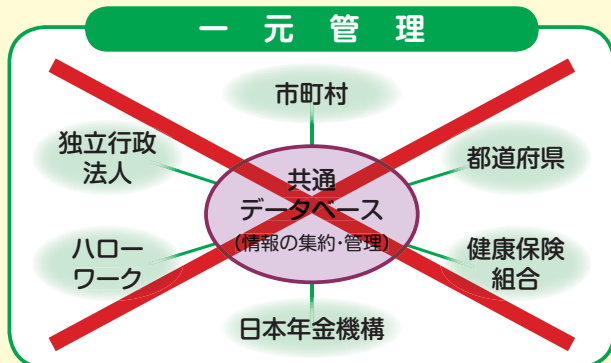 一元管理
市町村
独立行政
法人
都道府県
共通
データベース
(情報の集約・管理)
ハロー
ワーク
健康保険
組合
日本年金機構